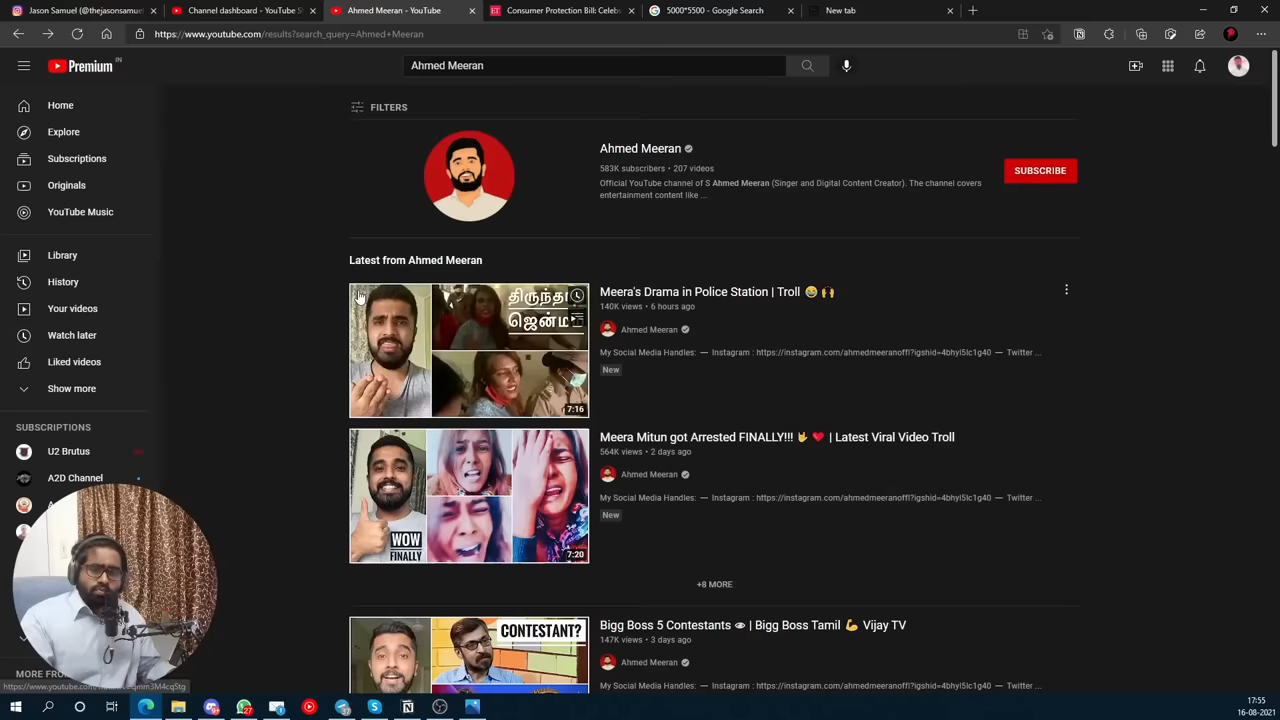 Jason Samuel (@thejasonsamuel
Channel dashboard - YouTube S
Ahmed Meeran - YouTube
Consumer Protection Bill: Celeb
5000*5500 - Google Search
New tab
https://www.youtube.com/results?search_query=Ahmed+Meeran
Premium IN
Ahmed Meeran
Home
Explore
Subscriptions
Originals
YouTube Music
Library
History
Your videos
Watch later
Liked videos
Show more
SUBSCRIPTIONS
U2 Brutus
A2D Channel
MORE FROM
FILTERS
Ahmed Meeran
583K subscribers • 207 videos
Official YouTube channel of S Ahmed Meeran (Singer and Digital Content Creator). The channel covers
entertainment content like ...
SUBSCRIBE
Latest from Ahmed Meeran
7:16
Meera's Drama in Police Station | Troll 😂 🙌
140K views • 6 hours ago
Ahmed Meeran
My Social Media Handles: — Instagram : https://instagram.com/ahmedmeeranoffl?igshid=4bhyi5lc1g40 — Twitter ...
New
WOW
FINALLY
7:20
Meera Mitun got Arrested FINALLY!!! 🤟 ❤️ | Latest Viral Video Troll
564K views • 2 days ago
Ahmed Meeran
My Social Media Handles: — Instagram : https://instagram.com/ahmedmeeranoffl?igshid=4bhyi5lc1g40 — Twitter ...
New
+8 MORE
CONTESTANT?
Bigg Boss 5 Contestants 👁 | Bigg Boss Tamil 💪 Vijay TV
147K views • 3 days ago
Ahmed Meeran
My Social Media Handles: — Instagram : https://instagram.com/ahmedmeeranoffl?igshid=4bhyi5lc1g40 — Twitter ...
17:55
16-08-2021